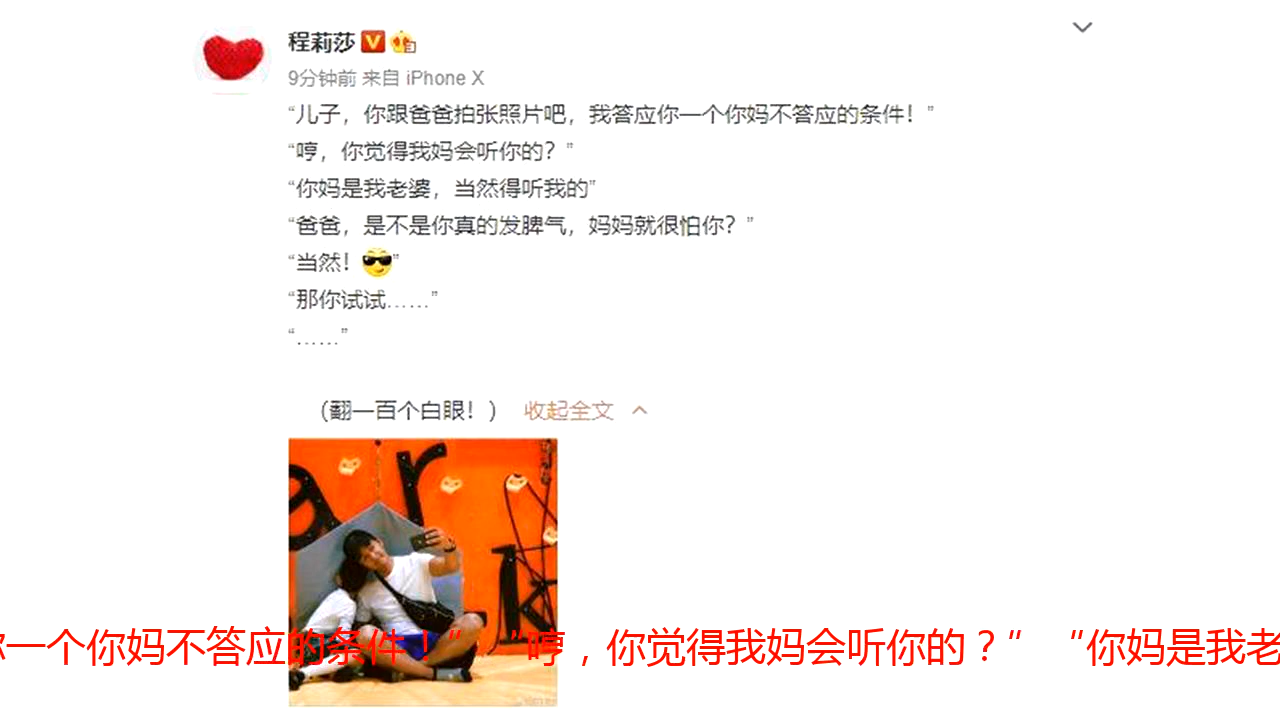 程莉莎
9分钟前 来自 iPhone X
“儿子，你跟爸爸拍张照片吧，我答应你一个你妈不答应的条件！”
“哼，你觉得我妈会听你的？”
“你妈是我老婆，当然得听我的”
“爸爸，是不是你真的发脾气，妈妈就很怕你？”
“当然！😎”
“那你试试……”
“……”
（翻一百个白眼！） 收起全文
ar
k
一个你妈不答应的条件！“ ”哼，你觉得我妈会听你的？” “你妈是我老